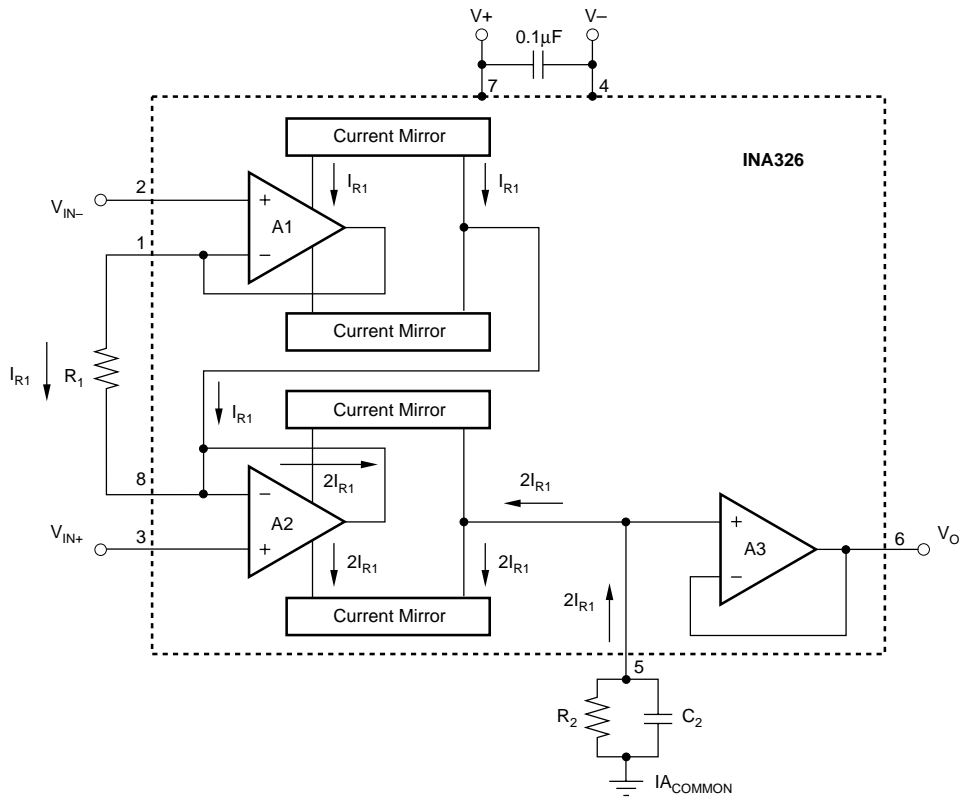 V+
V–
0.1µF
7
4
Current Mirror
INA326
I_R1
I_R1
2
V_IN–
+
A1
1
–
Current Mirror
I_R1
R_1
I_R1
Current Mirror
8
–
2I_R1
2I_R1
A2
+
A3
6
V_O
3
V_IN+
+
2I_R1
2I_R1
–
Current Mirror
2I_R1
5
R_2
C_2
IA_COMMON